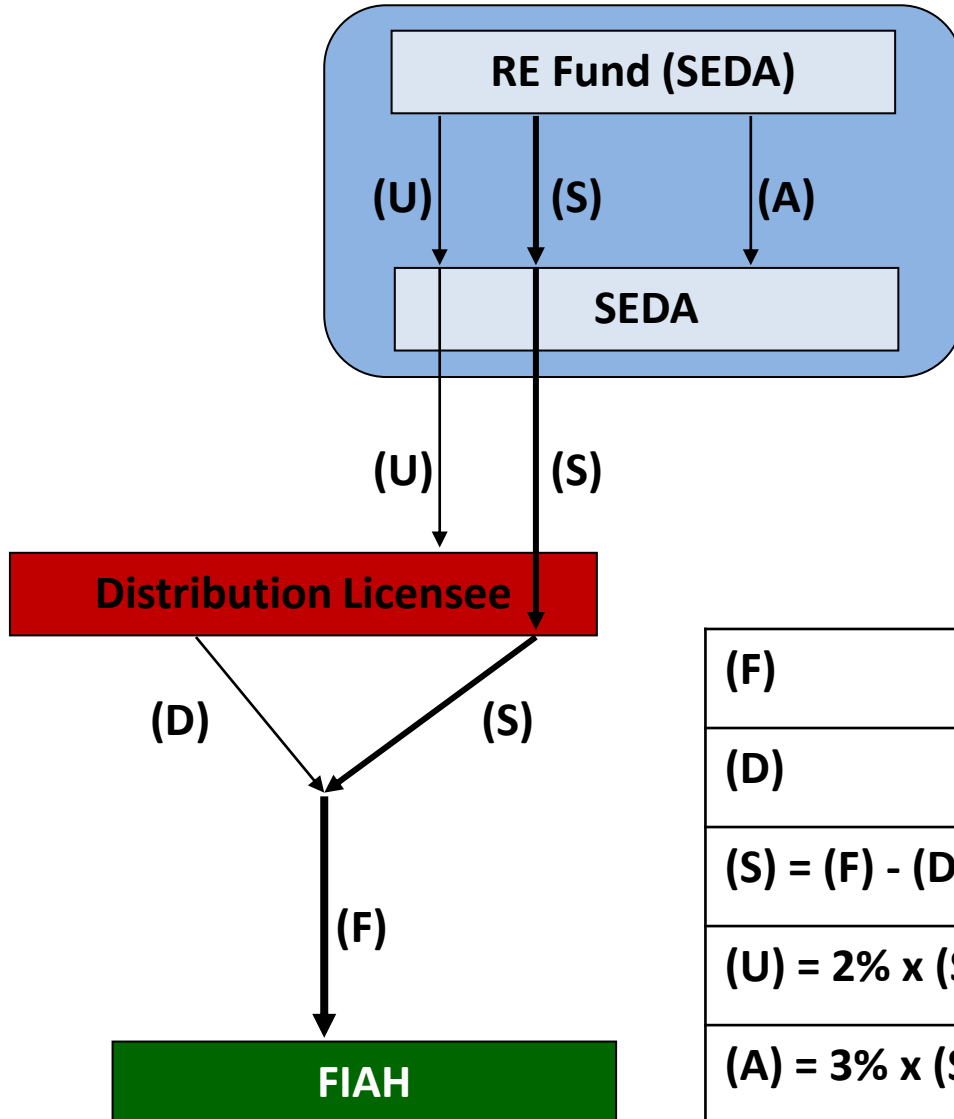 RE Fund (SEDA)
(U)
(S)
(A)
SEDA
(U)
(S)
Distribution Licensee
(D)
(S)
(F)
FIAH
(F)
(D)
(S) = (F) - (D
(U) = 2% x (S
(A) = 3% x (S